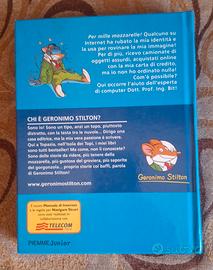 Per mille mozzarelle! Qualcuno su
Internet ha rubato la mia identità e
la usa per rovinare la mia immagine!
Per di più, ricevo camionate di
oggetti assurdi, acquistati online
con la mia carta di credito,
ma io non ho ordinato nulla!
Com'è possibile?
Qui occorre l'aiuto dell'esperto
di computer Dott. Prof. Ing. Bit!
CHI È GERONIMO STILTON?
Sono io! Sono un topo, anzi un topo, piuttosto
distratto, con la testa tra le nuvole... Dirigo una
casa editrice, ma la mia vera passione è scrivere.
Qui a Topazia, nell'Isola dei Topi, i miei libri
sono tutti bestseller! Ma come, non li conoscete?
Sono delle storie da ridere, più tenere della
mozzarella, più gustose del groviera, più saporite
del gorgonzola... proprio storie coi baffi, parola
di Geronimo Stilton!
www.geronimostilton.com
Geronimo Stilton
TELECOM
PIEMME Junior
subito